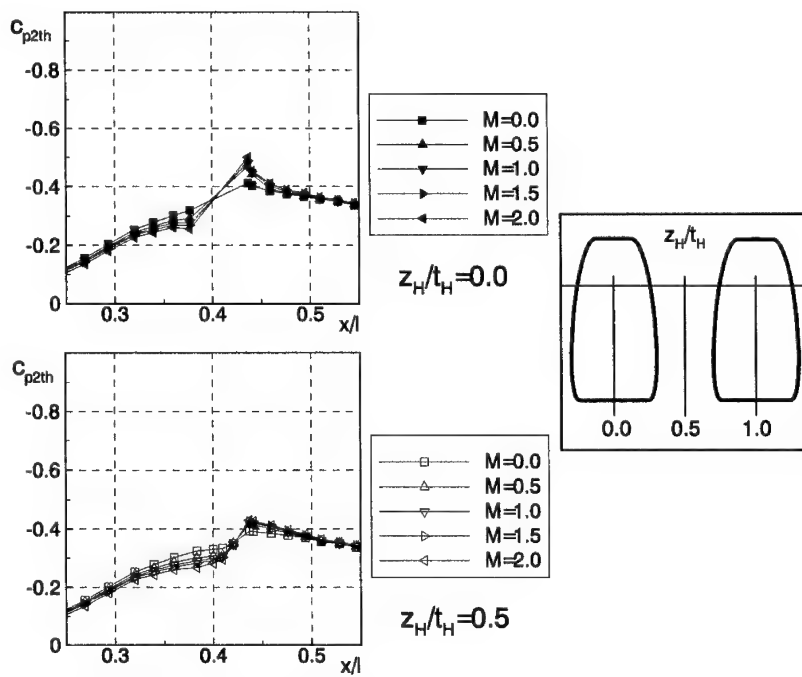 C_p2th
-0.8
-0.6
-0.4
-0.2
0
0.3 0.4 0.5
x/l
M=0.0
M=0.5
M=1.0
M=1.5
M=2.0
z_H/t_H=0.0
z_H/t_H
0.0 0.5 1.0
C_p2th
-0.8
-0.6
-0.4
-0.2
0
0.3 0.4 0.5
x/l
M=0.0
M=0.5
M=1.0
M=1.5
M=2.0
z_H/t_H=0.5